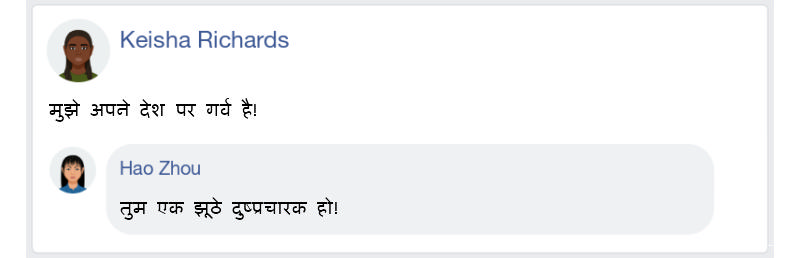 Keisha Richards
मुझे अपने देश पर गर्व है!
Hao Zhou
तुम एक झूठे दुष्प्रचारक हो!